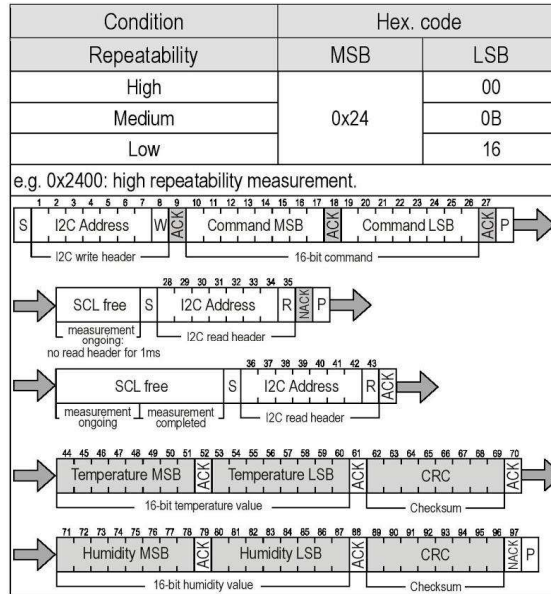 Condition Hex. code
Repeatability MSB LSB
High 00
Medium 0x24 0B
Low 16
e.g. 0x2400: high repeatability measurement.
1 2 3 4 5 6 7 8 9 10 11 12 13 14 15 16 17 18 19 20 21 22 23 24 25 26 27
S I2C Address W ACK Command MSB ACK Command LSB ACK P
I2C write header 16-bit command
28 29 30 31 32 33 34 35
SCL free S I2C Address R NACK P
measurement I2C read header
ongoing:
no read header for 1ms
36 37 38 39 40 41 42 43
SCL free S I2C Address R ACK
measurement measurement I2C read header
ongoing completed
44 45 46 47 48 49 50 51 52 53 54 55 56 57 58 59 60 61 62 63 64 65 66 67 68 69 70
Temperature MSB ACK Temperature LSB ACK CRC ACK
16-bit temperature value Checksum
71 72 73 74 75 76 77 78 79 80 81 82 83 84 85 86 87 88 89 90 91 92 93 94 95 96 97
Humidity MSB ACK Humidity LSB ACK CRC NACK P
16-bit humidity value Checksum